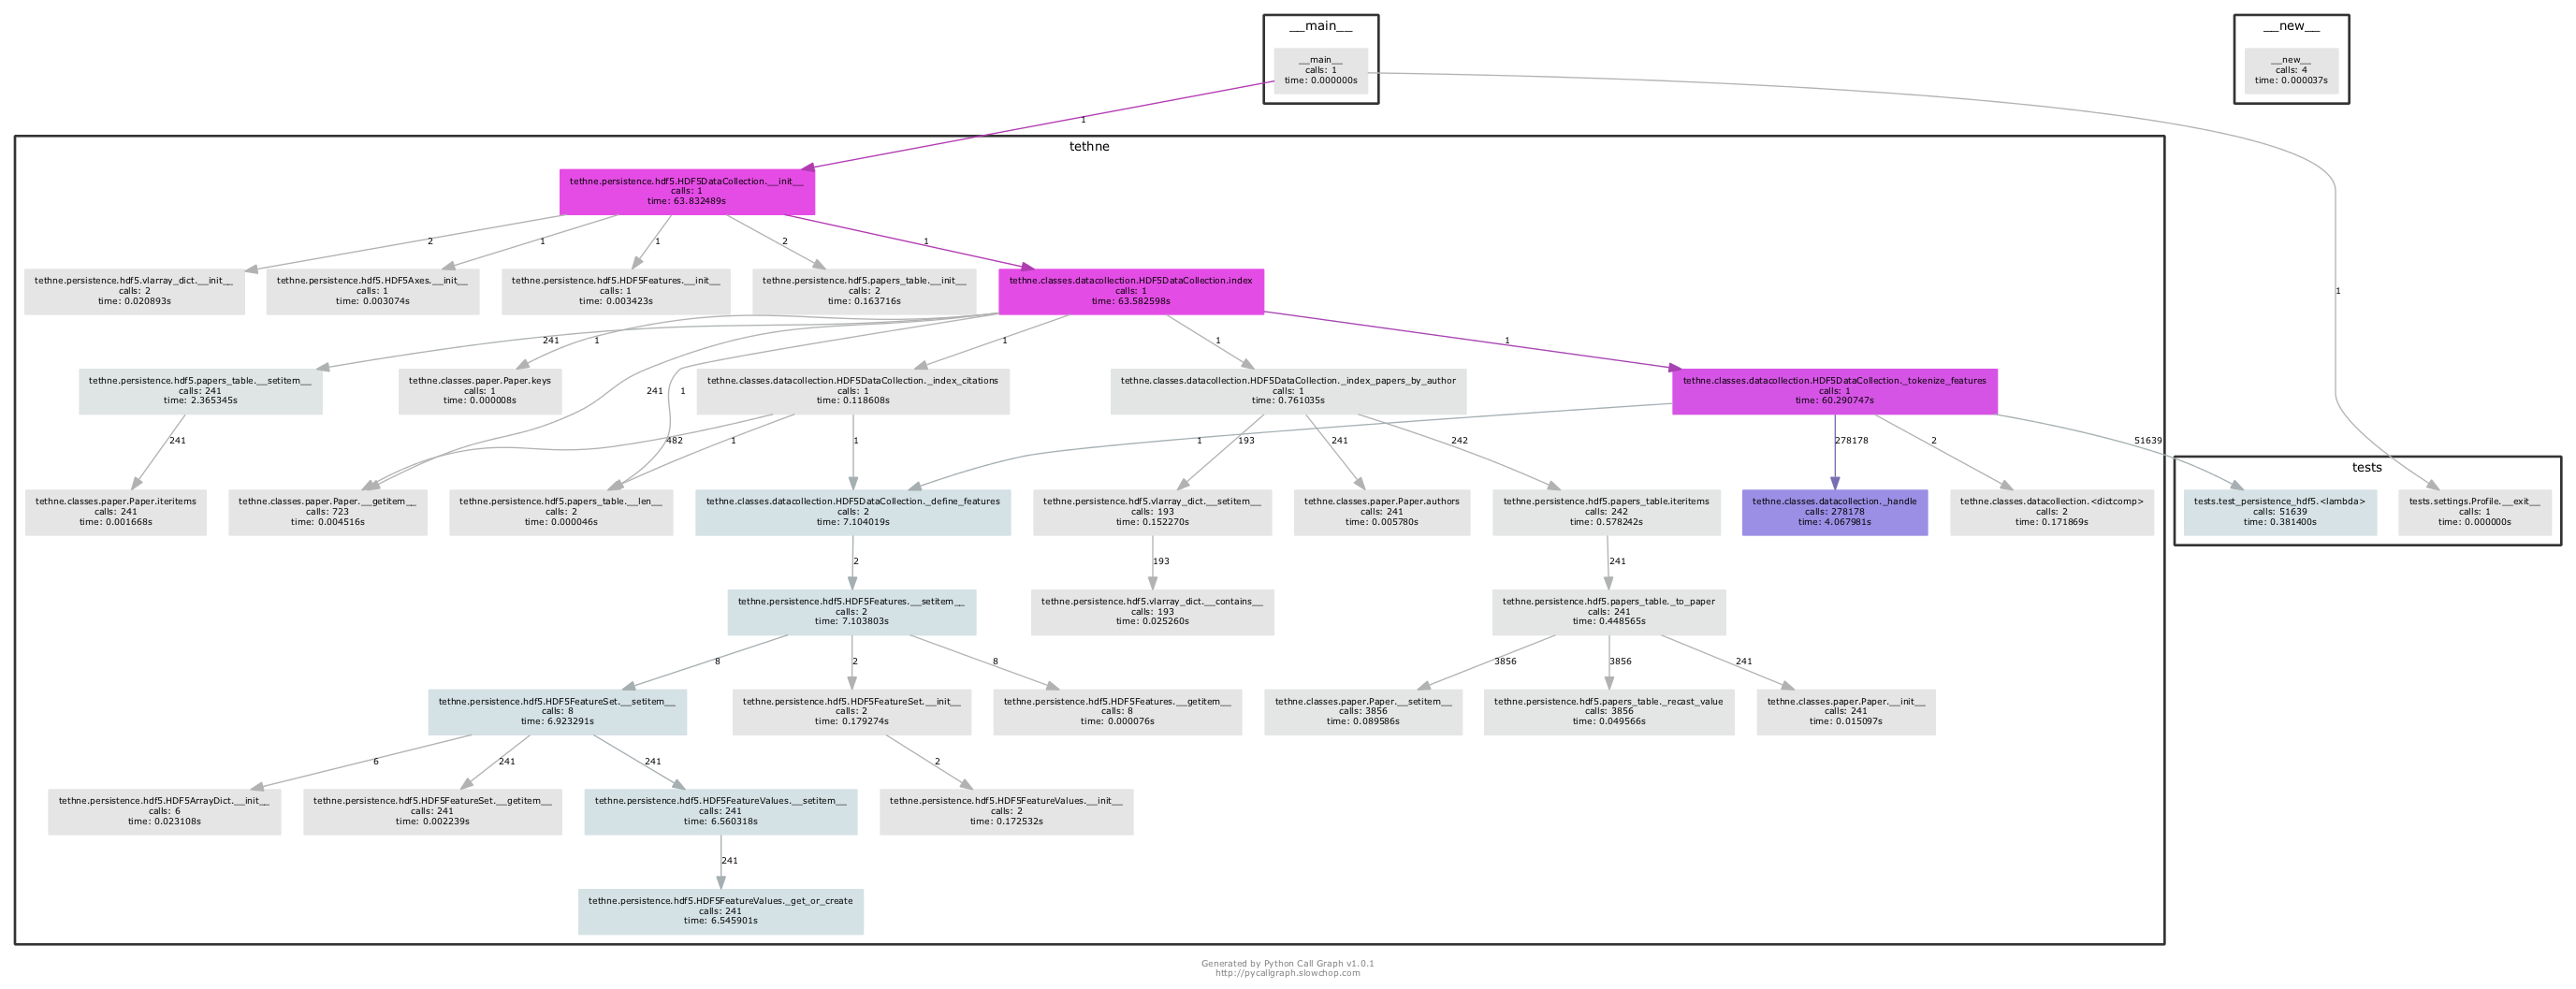 __main__
__main__
calls: 1
time: 0.000000s
__new__
__new__
calls: 4
time: 0.000037s
1
tethne
tethne.persistence.hdf5.HDF5DataCollection.__init__
calls: 1
time: 63.832489s
2
1
1
2
1
1
tethne.persistence.hdf5.vlarray_dict.__init__
calls: 2
time: 0.020893s
tethne.persistence.hdf5.HDF5Axes.__init__
calls: 1
time: 0.003074s
tethne.persistence.hdf5.HDF5Features.__init__
calls: 1
time: 0.003423s
tethne.persistence.hdf5.papers_table.__init__
calls: 2
time: 0.163716s
tethne.classes.datacollection.HDF5DataCollection.index
calls: 1
time: 63.582598s
241
1
1
1
1
tethne.persistence.hdf5.papers_table.__setitem__
calls: 241
time: 2.365345s
tethne.classes.paper.Paper.keys
calls: 1
time: 0.000008s
241
1
tethne.classes.datacollection.HDF5DataCollection._index_citations
calls: 1
time: 0.118608s
tethne.classes.datacollection.HDF5DataCollection._index_papers_by_author
calls: 1
time: 0.761035s
tethne.classes.datacollection.HDF5DataCollection._tokenize_features
calls: 1
time: 60.290747s
241
482
1
1
1
193
241
242
278178
2
51639
tethne.classes.paper.Paper.iteritems
calls: 241
time: 0.001668s
tethne.classes.paper.Paper.__getitem__
calls: 723
time: 0.004516s
tethne.persistence.hdf5.papers_table.__len__
calls: 2
time: 0.000046s
tethne.classes.datacollection.HDF5DataCollection._define_features
calls: 2
time: 7.104019s
tethne.persistence.hdf5.vlarray_dict.__setitem__
calls: 193
time: 0.152270s
tethne.classes.paper.Paper.authors
calls: 241
time: 0.005780s
tethne.persistence.hdf5.papers_table.iteritems
calls: 242
time: 0.578242s
tethne.classes.datacollection._handle
calls: 278178
time: 4.067981s
tethne.classes.datacollection.<dictcomp>
calls: 2
time: 0.171869s
tests
tests.test_persistence_hdf5.<lambda>
calls: 51639
time: 0.381400s
tests.settings.Profile.__exit__
calls: 1
time: 0.000000s
2
193
241
tethne.persistence.hdf5.HDF5Features.__setitem__
calls: 2
time: 7.103803s
tethne.persistence.hdf5.vlarray_dict.__contains__
calls: 193
time: 0.025260s
tethne.persistence.hdf5.papers_table._to_paper
calls: 241
time: 0.448565s
8
2
8
3856
3856
241
tethne.persistence.hdf5.HDF5FeatureSet.__setitem__
calls: 8
time: 6.923291s
tethne.persistence.hdf5.HDF5FeatureSet.__init__
calls: 2
time: 0.179274s
tethne.persistence.hdf5.HDF5Features.__getitem__
calls: 8
time: 0.000076s
tethne.classes.paper.Paper.__setitem__
calls: 3856
time: 0.089586s
tethne.persistence.hdf5.papers_table._recast_value
calls: 3856
time: 0.049566s
tethne.classes.paper.Paper.__init__
calls: 241
time: 0.015097s
6
241
241
2
tethne.persistence.hdf5.HDF5ArrayDict.__init__
calls: 6
time: 0.023108s
tethne.persistence.hdf5.HDF5FeatureSet.__getitem__
calls: 241
time: 0.002239s
tethne.persistence.hdf5.HDF5FeatureValues.__setitem__
calls: 241
time: 6.560318s
tethne.persistence.hdf5.HDF5FeatureValues.__init__
calls: 2
time: 0.172532s
241
tethne.persistence.hdf5.HDF5FeatureValues._get_or_create
calls: 241
time: 6.545901s
Generated by Python Call Graph v1.0.1
http://pycallgraph.slowchop.com